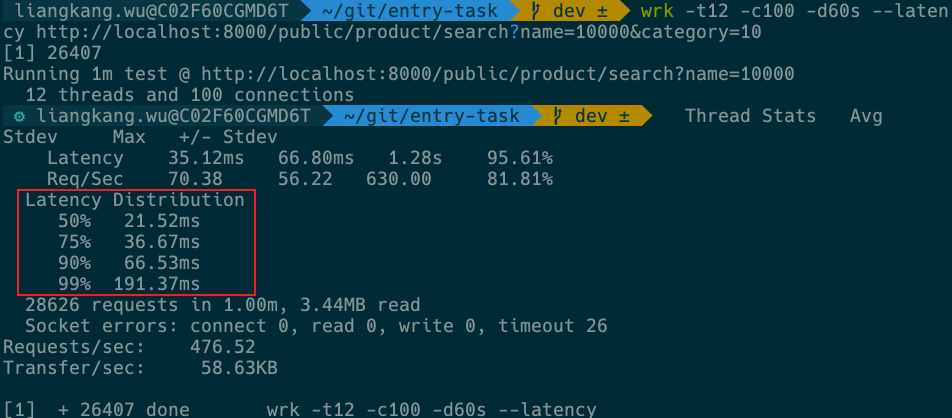 liangkang.wu@C02F60CGMD6T ~/git/entry-task dev ± wrk -t12 -c100 -d60s --laten
cy http://localhost:8000/public/product/search?name=10000&category=10
[1] 26407
Running 1m test @ http://localhost:8000/public/product/search?name=10000
12 threads and 100 connections
⚙ liangkang.wu@C02F60CGMD6T ~/git/entry-task dev ± Thread Stats Avg
Stdev Max +/- Stdev
Latency 35.12ms 66.80ms 1.28s 95.61%
Req/Sec 70.38 56.22 630.00 81.81%
Latency Distribution
50% 21.52ms
75% 36.67ms
90% 66.53ms
99% 191.37ms
28626 requests in 1.00m, 3.44MB read
Socket errors: connect 0, read 0, write 0, timeout 26
Requests/sec: 476.52
Transfer/sec: 58.63KB
[1] + 26407 done wrk -t12 -c100 -d60s --latency